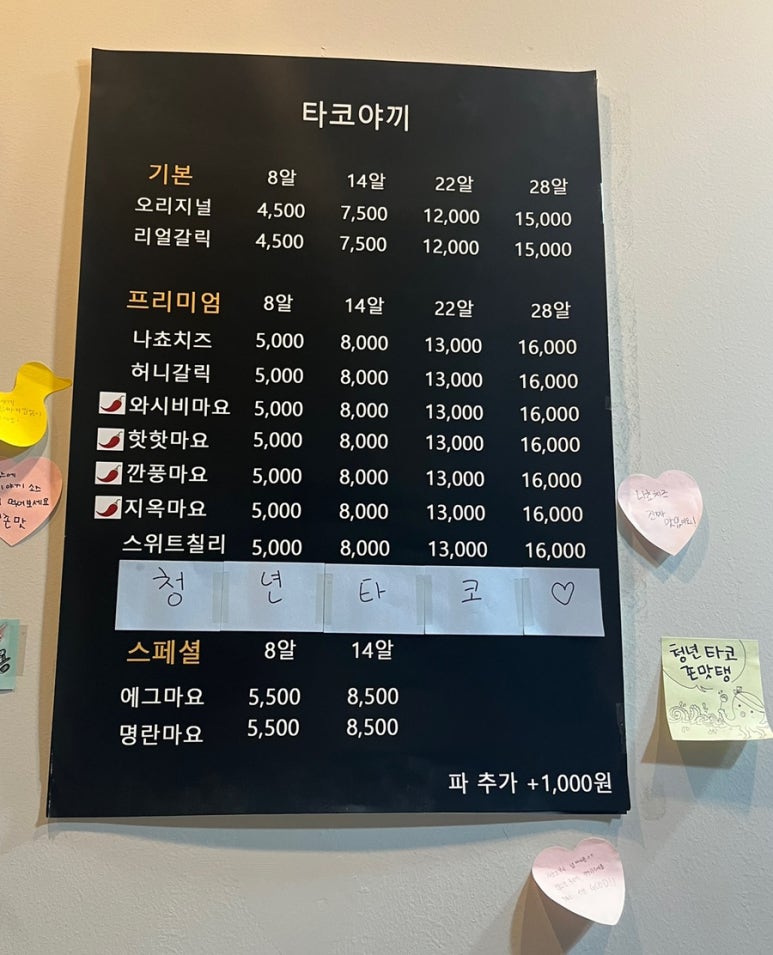 타코야끼
기본 8알 14알 22알 28알
오리지널 4,500 7,500 12,000 15,000
리얼갈릭 4,500 7,500 12,000 15,000
프리미엄 8알 14알 22알 28알
나쵸치즈 5,000 8,000 13,000 16,000
허니갈릭 5,000 8,000 13,000 16,000
와시비마요 5,000 8,000 13,000 16,000
핫핫마요 5,000 8,000 13,000 16,000
깐풍마요 5,000 8,000 13,000 16,000
지옥마요 5,000 8,000 13,000 16,000
스위트칠리 5,000 8,000 13,000 16,000
청년타코♡
스페셜 8알 14알
에그마요 5,500 8,500
명란마요 5,500 8,500
파 추가 +1,000원
나쵸치즈
진짜
청년타코
존맛탱